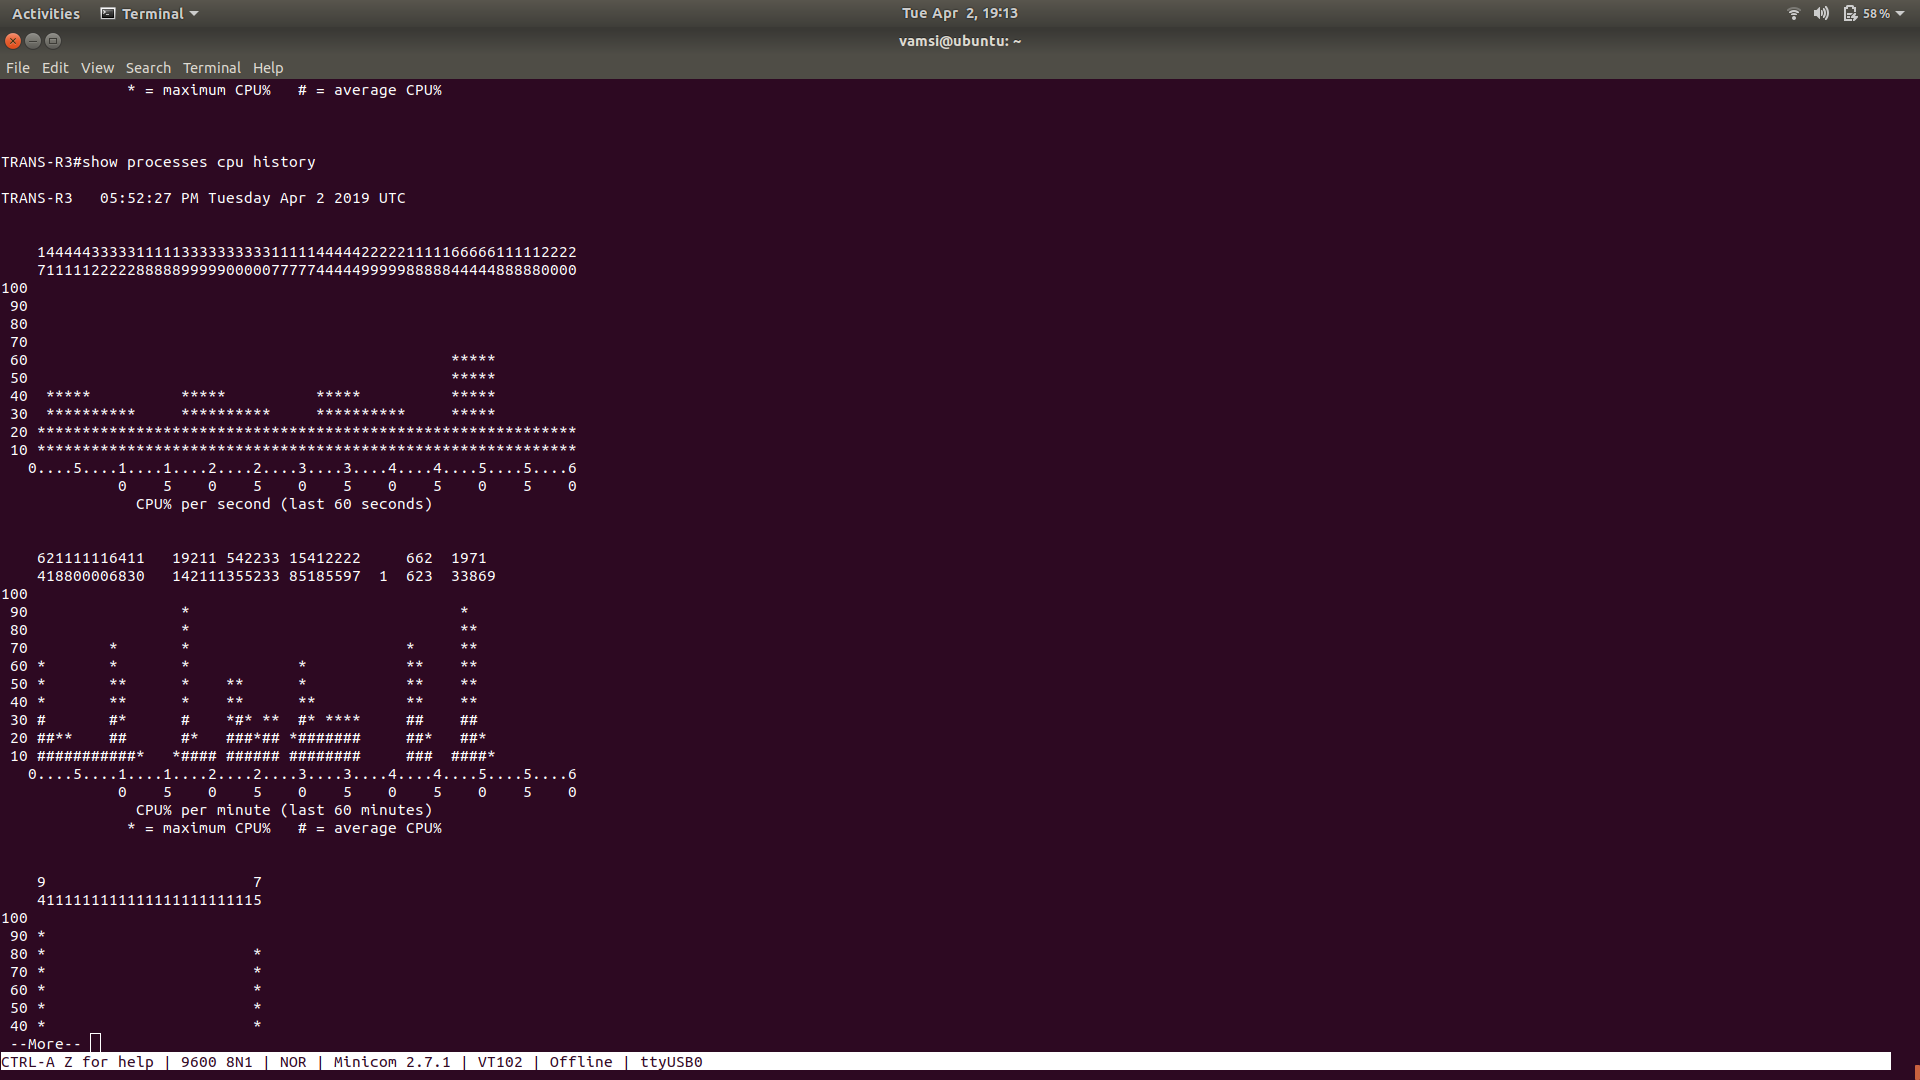 Activities Terminal Tue Apr 2, 19:13 58 %
vamsi@ubuntu: ~
File Edit View Search Terminal Help
              * = maximum CPU%   # = average CPU%
TRANS-R3#show processes cpu history
TRANS-R3   05:52:27 PM Tuesday Apr 2 2019 UTC
    144444333331111133333333331111144444222221111166666111112222
    711111222228888899999000007777744444999998888844444888880000
100
 90
 80
 70
 60                                               *****
 50                                               *****
 40  *****          *****          *****          *****
 30  **********     **********     **********     *****
 20 ************************************************************
 10 ************************************************************
   0....5....1....1....2....2....3....3....4....4....5....5....6
             0    5    0    5    0    5    0    5    0    5    0
               CPU% per second (last 60 seconds)
    621111116411   19211 542233 15412222     662  1971
    418800006830   142111355233 85185597  1  623  33869
100
 90                *                              *
 80                *                              **
 70         *       *                     *     **
 60 *       *       *            *           **    **
 50 *       **      *    **      *           **    **
 40 *       **      *    **      **          **    **
 30 #       #*      #    *#* **  #* ****     ##    ##
 20 ##**    ##      #*   ###*## *#######     ##*   ##*
 10 ###########*   *#### ###### ########     ###  ####*
   0....5....1....1....2....2....3....3....4....4....5....5....6
             0    5    0    5    0    5    0    5    0    5    0
               CPU% per minute (last 60 minutes)
              * = maximum CPU%   # = average CPU%
    9                       7
    4111111111111111111111115
100
 90 *
 80 *                       *
 70 *                       *
 60 *                       *
 50 *                       *
 40 *                       *
 --More--
CTRL-A Z for help | 9600 8N1 | NOR | Minicom 2.7.1 | VT102 | Offline | ttyUSB0